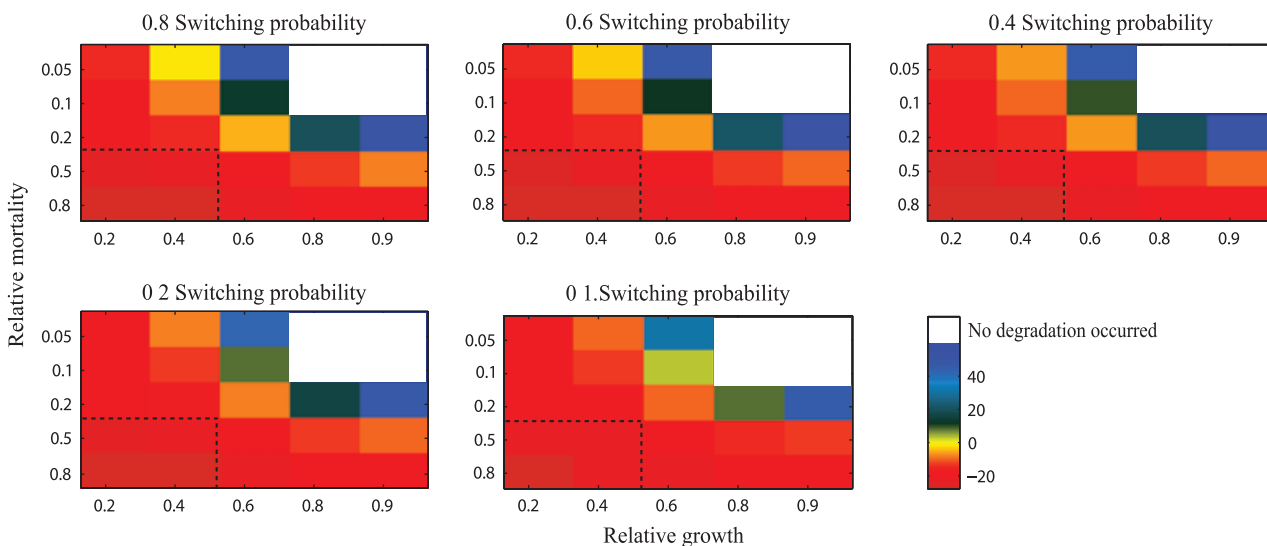 0.8 Switching probability
0.6 Switching probability
0.4 Switching probability
0.05
0.1
0.2
0.5
0.8
0.2 0.4 0.6 0.8 0.9
0.05
0.1
0.2
0.5
0.8
0.2 0.4 0.6 0.8 0.9
0.05
0.1
0.2
0.5
0.8
0.2 0.4 0.6 0.8 0.9
Relative mortality
0 2 Switching probability
0 1.Switching probability
0.05
0.1
0.2
0.5
0.8
0.2 0.4 0.6 0.8 0.9
0.05
0.1
0.2
0.5
0.8
0.2 0.4 0.6 0.8 0.9
No degradation occurred
40
20
0
−20
Relative growth